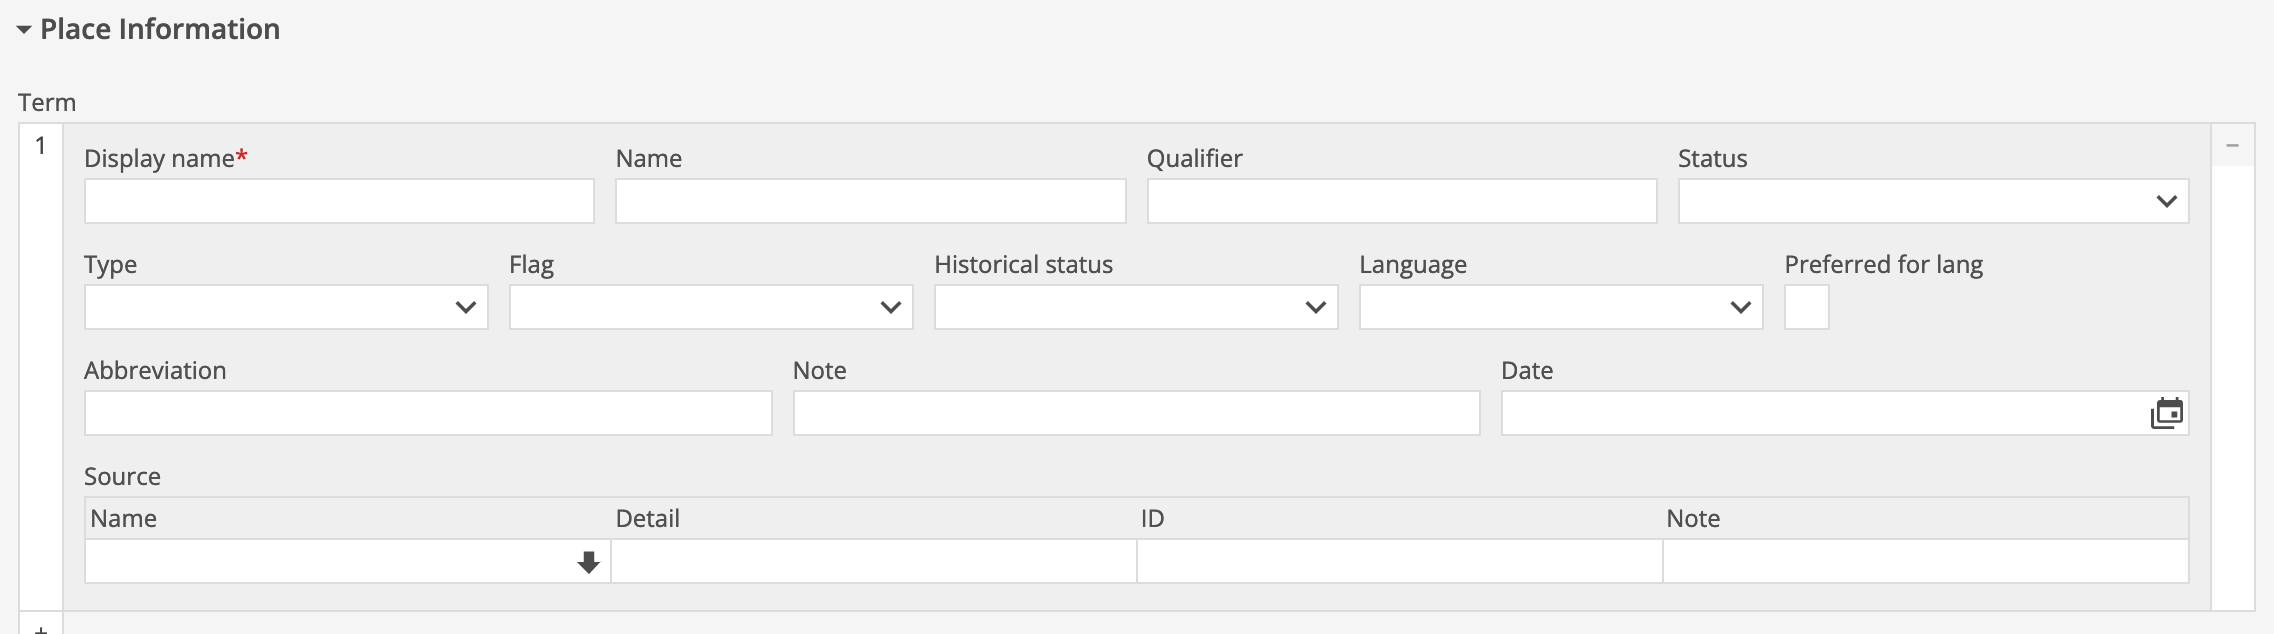 Place Information
Term
1
Display name* Name Qualifier Status
Type Flag Historical status Language Preferred for lang
Abbreviation Note Date
Source
Name Detail ID Note